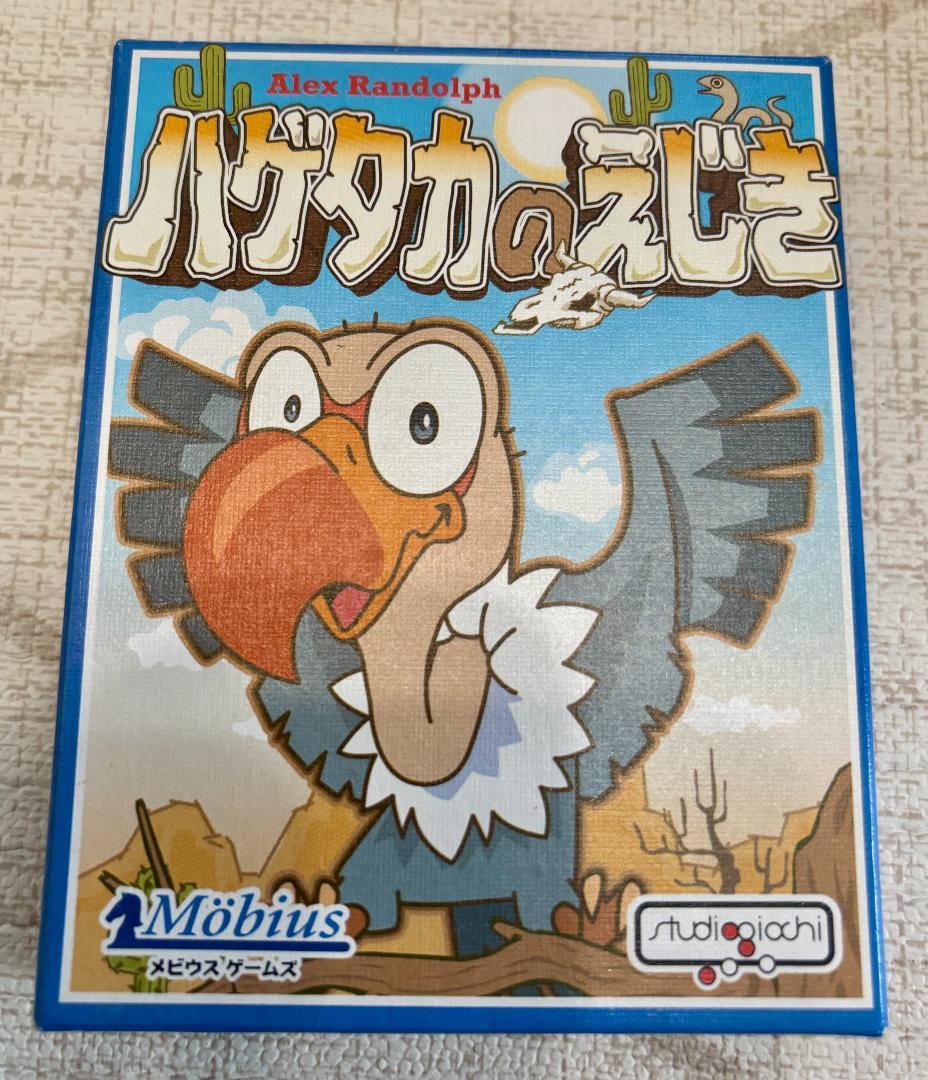 Alex Randolph
ハゲタカのえじき
Möbius
メビウス ゲームズ
studiogiochi